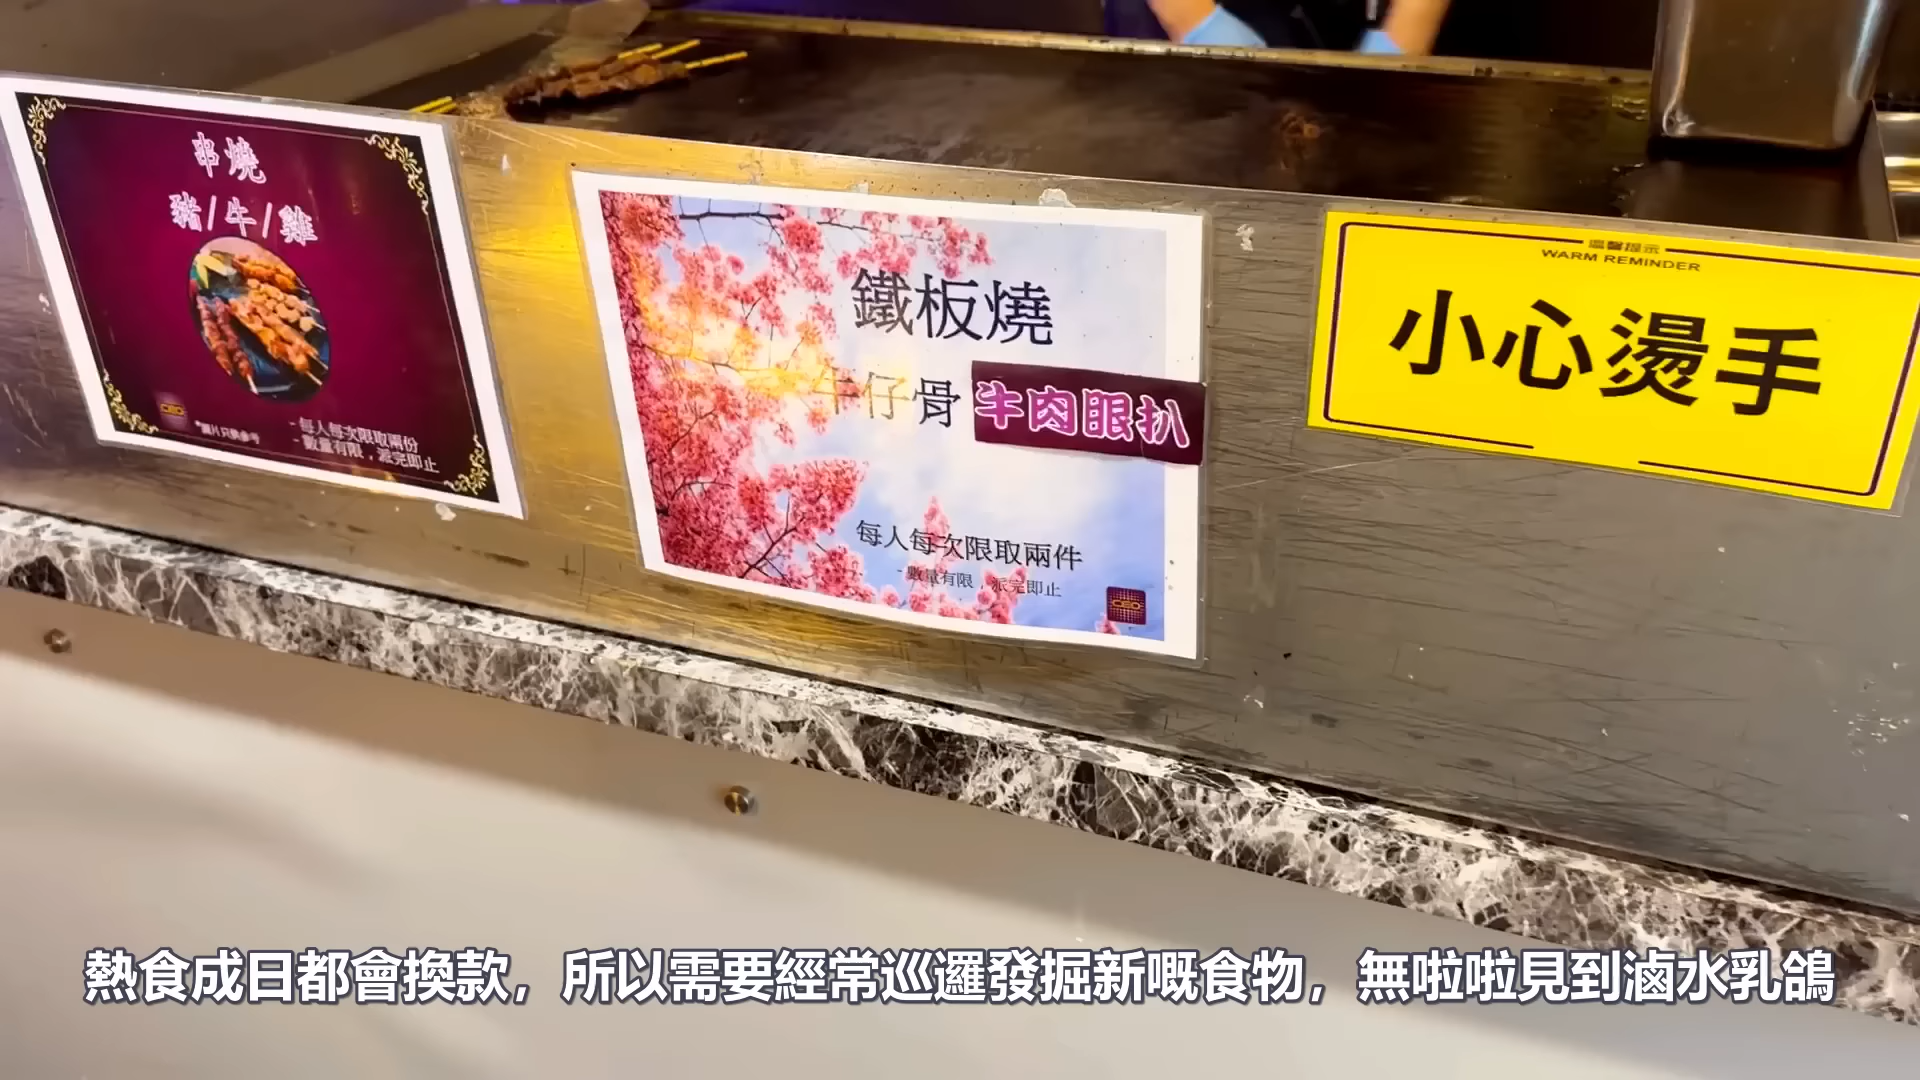 串燒
豬/牛/雞
*圖片只供參考
- 每人每次限取兩份
- 數量有限，派完即止
CEO
鐵板燒
牛仔骨 牛肉眼扒
每人每次限取兩件
- 數量有限，派完即止
CEO
溫馨提示
WARM REMINDER
小心燙手
熱食成日都會換款，所以需要經常巡邏發掘新嘅食物，無啦啦見到滷水乳鴿